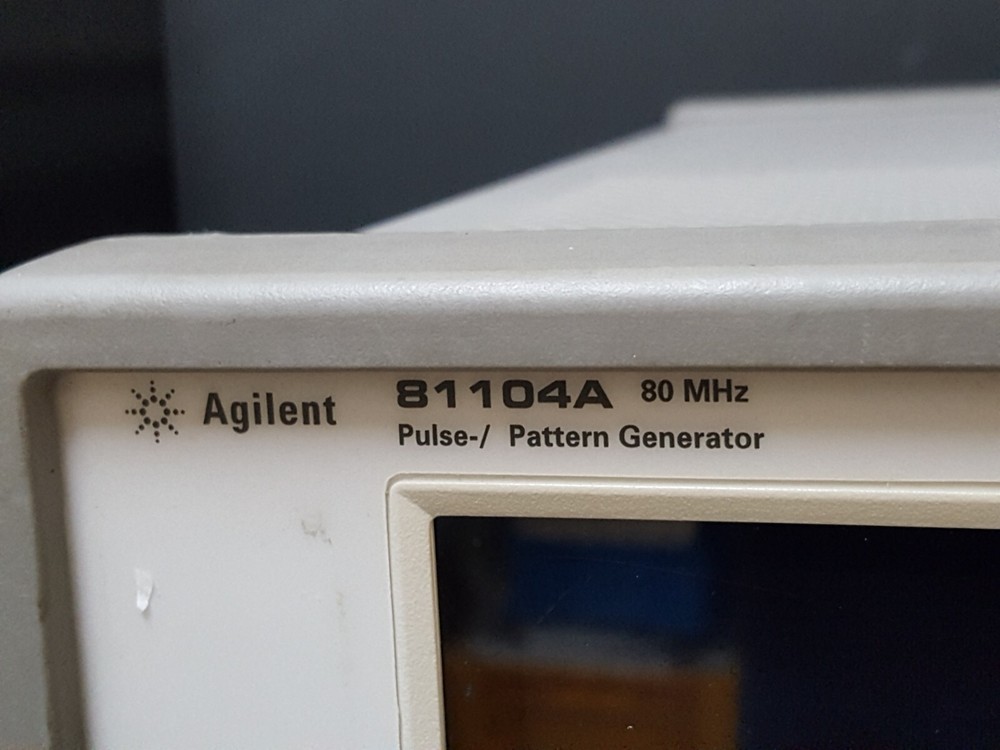 Agilent
81104A 80 MHz
Pulse-/ Pattern Generator